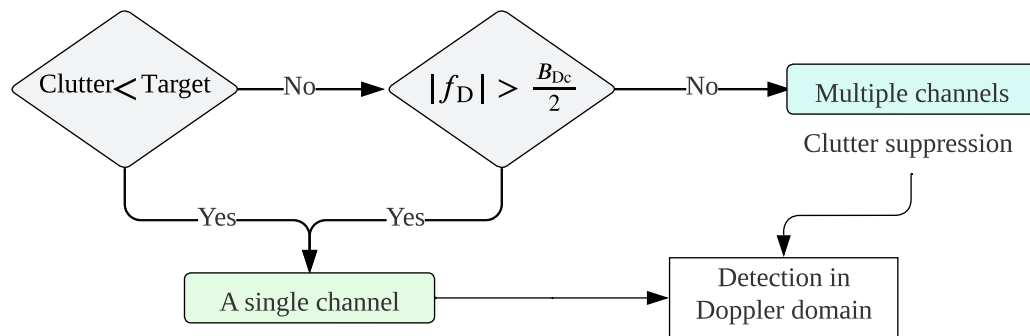 Clutter < Target
No
|f_D| > B_Dc / 2
No
Multiple channels
Clutter suppression
Yes
Yes
A single channel
Detection in
Doppler domain